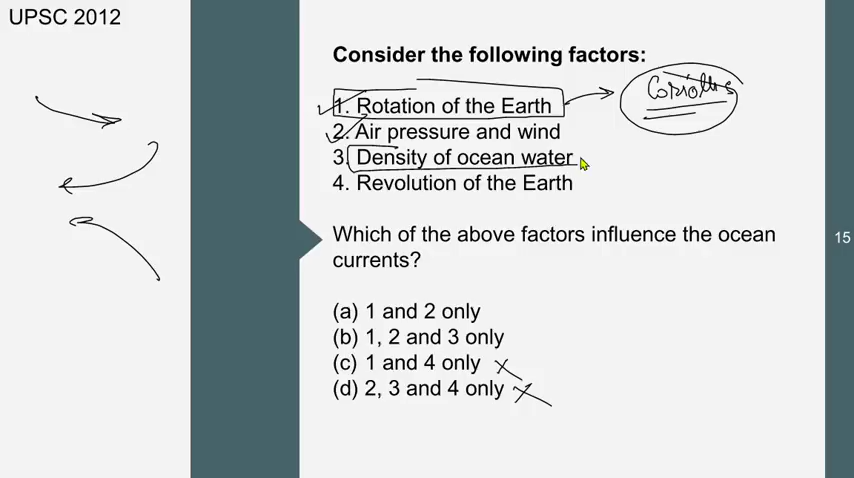 UPSC 2012
Consider the following factors:
1. Rotation of the Earth
Coriolis
2. Air pressure and wind
3. Density of ocean water
4. Revolution of the Earth
Which of the above factors influence the ocean
currents?
15
(a) 1 and 2 only
(b) 1, 2 and 3 only
(c) 1 and 4 only
(d) 2, 3 and 4 only